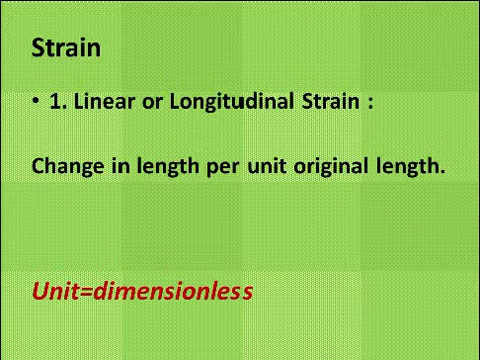 Strain
• 1. Linear or Longitudinal Strain :
Change in length per unit original length.
Unit=dimensionless